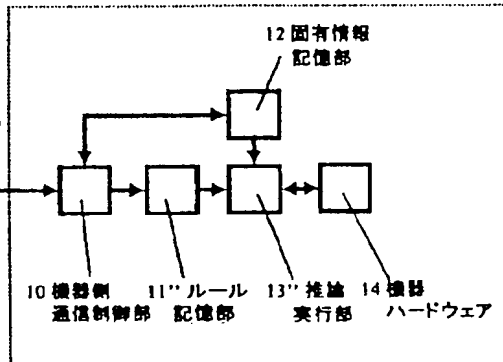 12 固有情報
記憶部
10 機器側
通信制御部
11'' ルール
記憶部
13'' 推論
実行部
14 機器
ハードウェア